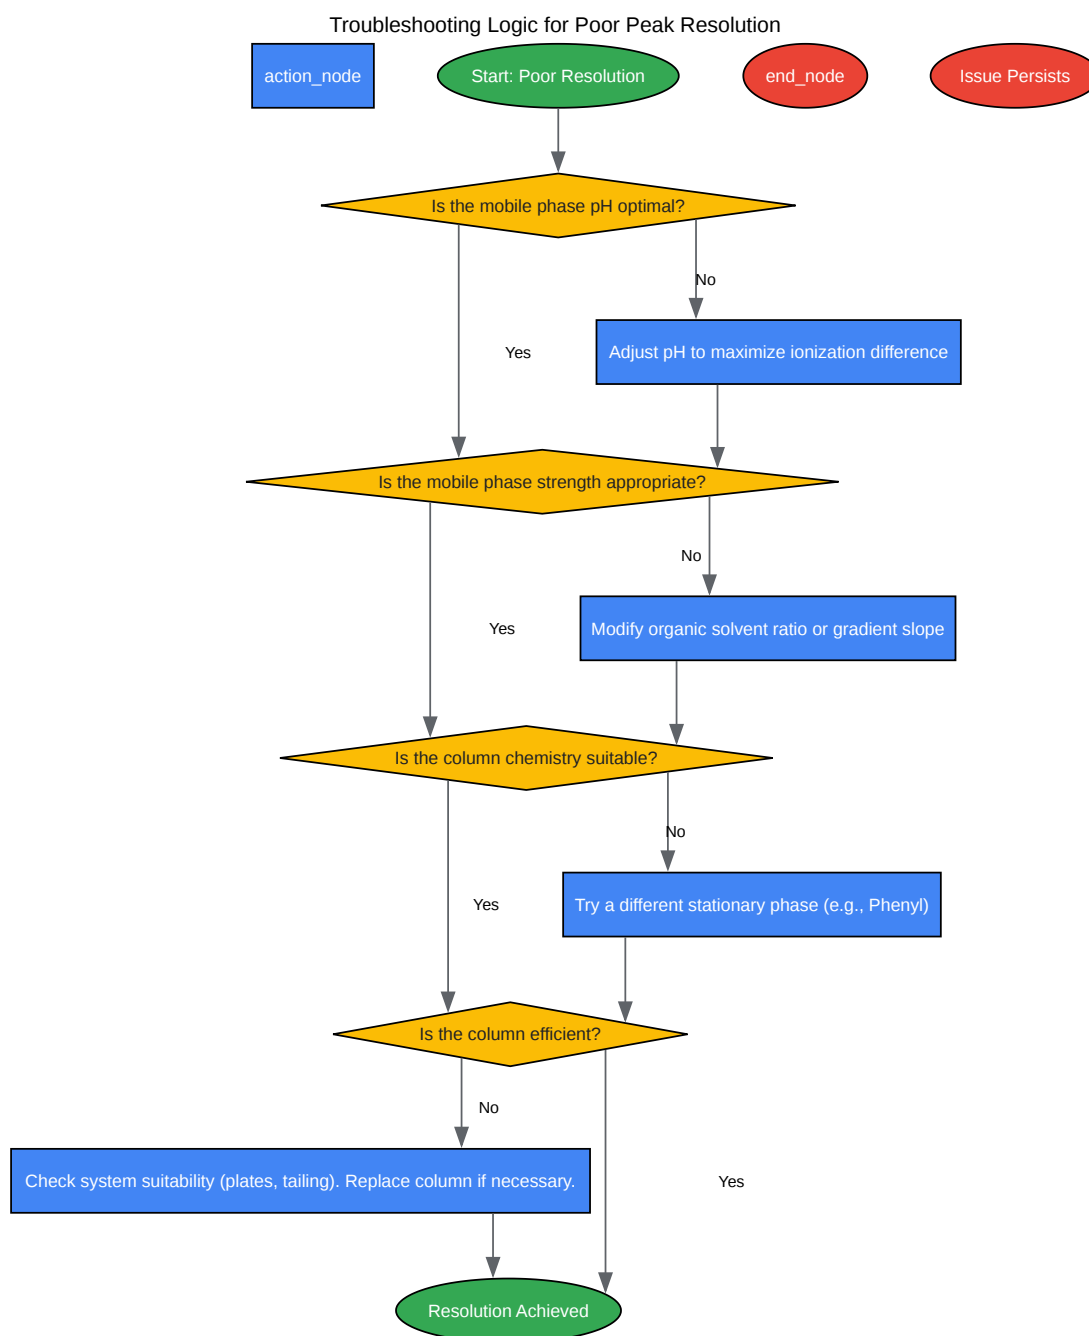 Troubleshooting Logic for Poor Peak Resolution
action_node
Start: Poor Resolution
end_node
Issue Persists
Is the mobile phase pH optimal?
No
Yes
Adjust pH to maximize ionization difference
Is the mobile phase strength appropriate?
No
Yes
Modify organic solvent ratio or gradient slope
Is the column chemistry suitable?
No
Yes
Try a different stationary phase (e.g., Phenyl)
Is the column efficient?
No
Check system suitability (plates, tailing). Replace column if necessary.
Yes
Resolution Achieved